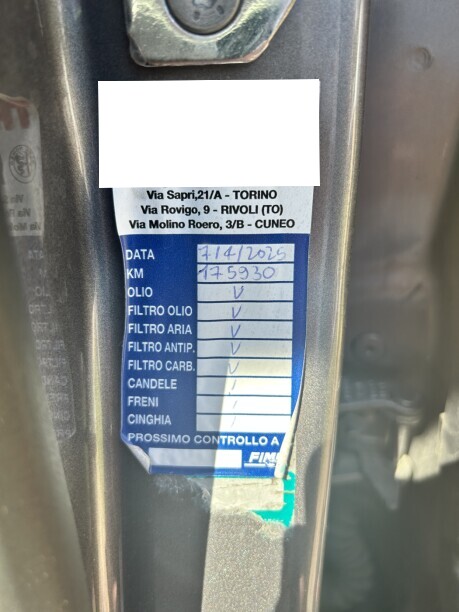 Via Sapri,21/A - TORINO
Via Rovigo, 9 - RIVOLI (TO)
Via Molino Roero, 3/B - CUNEO
DATA 7/4/2025
KM 175930
OLIO V
FILTRO OLIO V
FILTRO ARIA V
FILTRO ANTIP. V
FILTRO CARB. V
CANDELE /
FRENI /
CINGHIA /
PROSSIMO CONTROLLO A